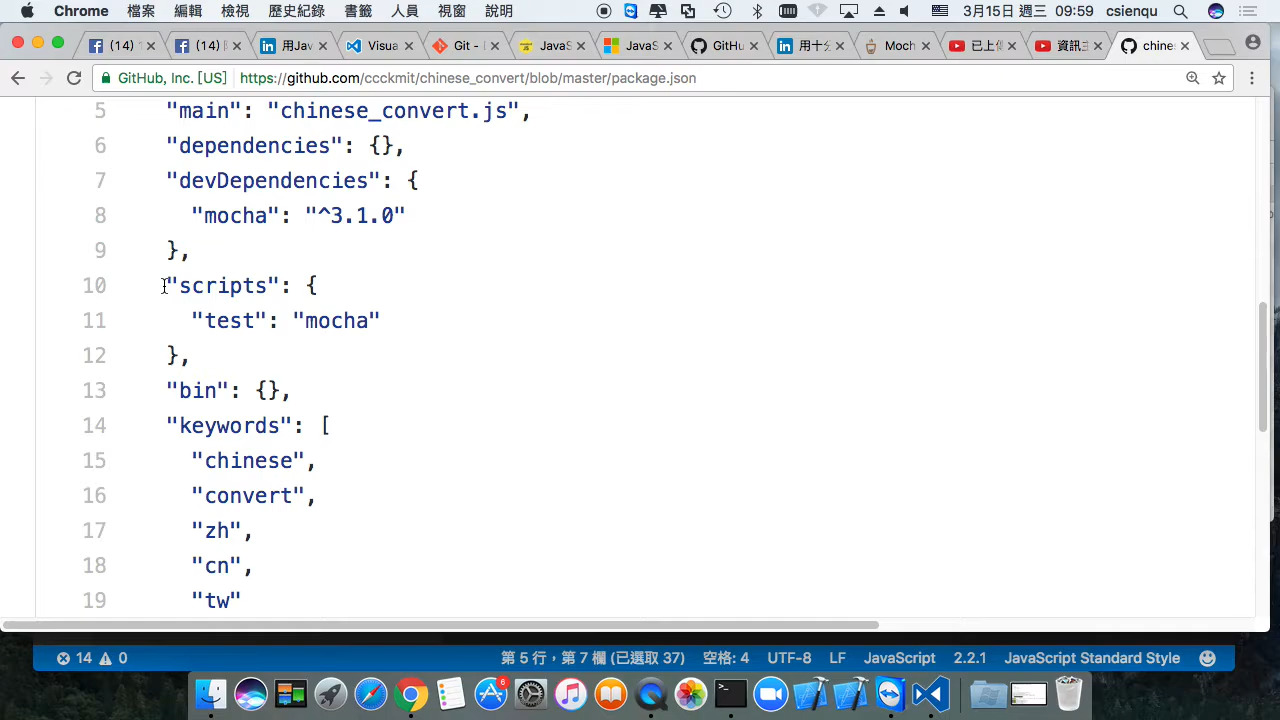 Chrome 檔案 編輯 檢視 歷史紀錄 書籤 人員 視窗 說明 3月15日 週三 09:59 csienqu
(14) 1 (14) 用Jav Visua Git - JavaS JavaS GitHu 用十分 Moch 已上傳 資訊主 chine
GitHub, Inc. [US] https://github.com/ccckmit/chinese_convert/blob/master/package.json
5 "main": "chinese_convert.js",
6 "dependencies": {},
7 "devDependencies": {
8 "mocha": "^3.1.0"
9 },
10 "scripts": {
11 "test": "mocha"
12 },
13 "bin": {},
14 "keywords": [
15 "chinese",
16 "convert",
17 "zh",
18 "cn",
19 "tw"
14 0 第 5 行，第 7 欄 (已選取 37) 空格: 4 UTF-8 LF JavaScript 2.2.1 JavaScript Standard Style
6